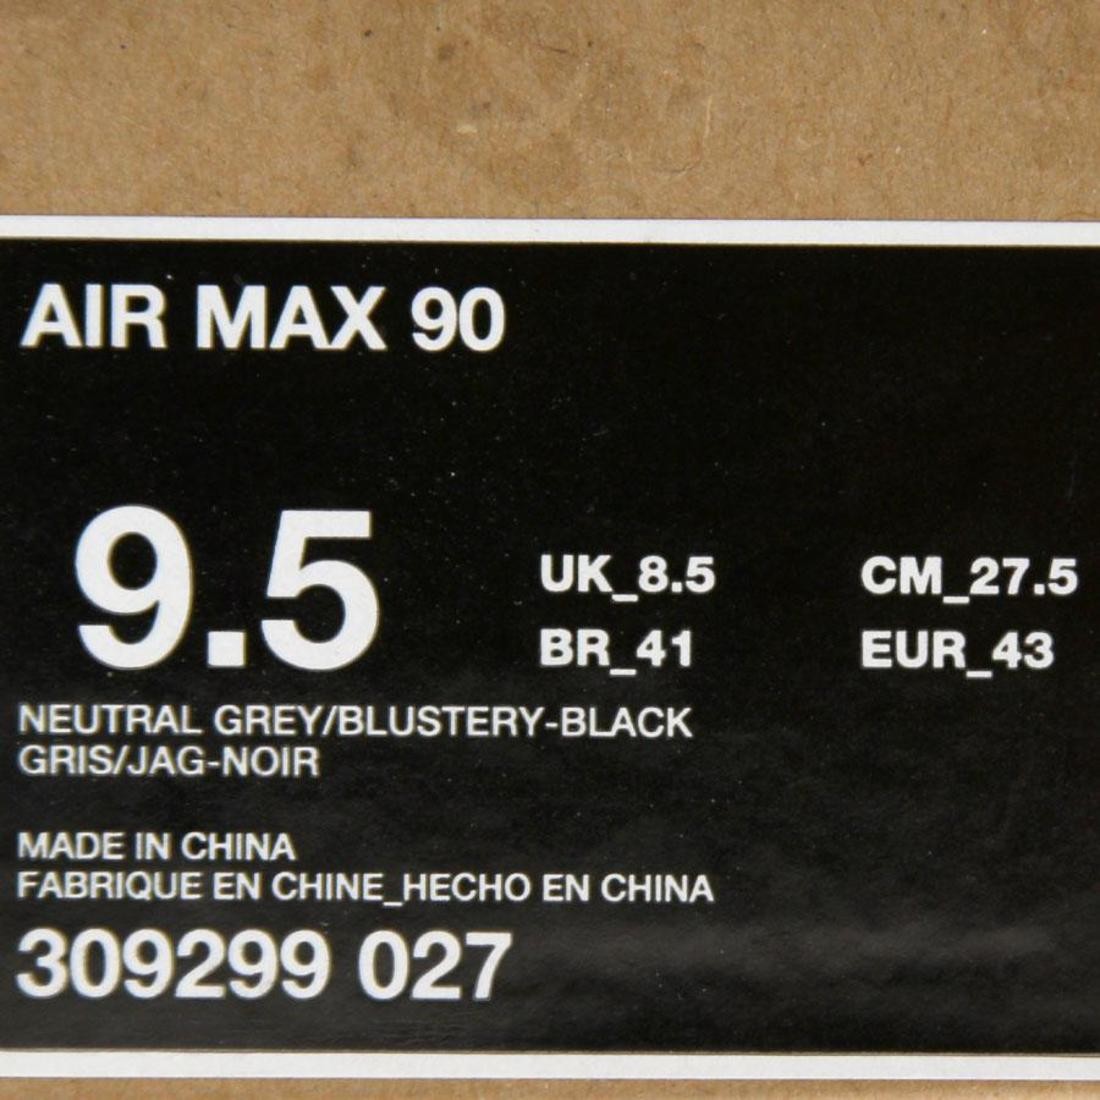 AIR MAX 90
9.5
UK_8.5 CM_27.5
BR_41 EUR_43
NEUTRAL GREY/BLUSTERY-BLACK
GRIS/JAG-NOIR
MADE IN CHINA
FABRIQUE EN CHINE_HECHO EN CHINA
309299 027